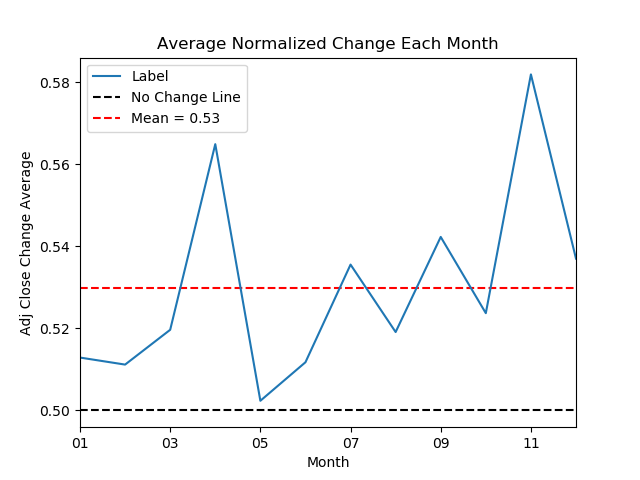 Average Normalized Change Each Month
Label
No Change Line
Mean = 0.53
Adj Close Change Average
0.58
0.56
0.54
0.52
0.50
01 03 05 07 09 11
Month